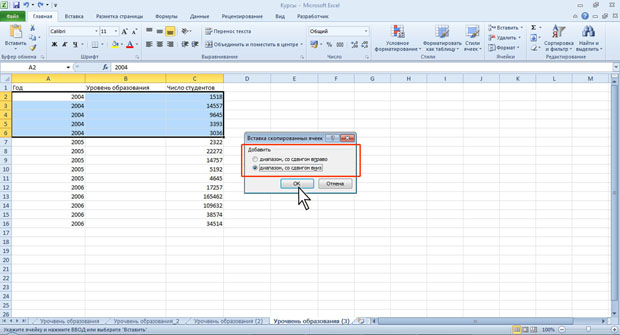 Курсы - Microsoft Excel
Файл Главная Вставка Разметка страницы Формулы Данные Рецензирование Вид Разработчик
Calibri 11 Перенос текста Общий Вставить Σ
Вставить Ж К Ч Объединить и поместить в центре Условное форматирование Форматировать как таблицу Стили ячеек Удалить Формат Сортировка и фильтр Найти и выделить
Буфер обмена Шрифт Выравнивание Число Стили Ячейки Редактирование
A2 fx 2004
A B C D E F G H I J K L M
1 Год Уровень образования Число студентов
2 2004 1518
3 2004 14557
4 2004 9645
5 2004 3393
6 2004 3036
7 2005 2322
8 2005 22272
9 2005 14757
10 2005 5192
11 2005 4645
12 2006 17257
13 2006 165462
14 2006 109632
15 2006 38574
16 2006 34514
17
18
19
20
21
22
23
24
25
26
Вставка скопированных ячеек
Добавить
диапазон, со сдвигом вправо
диапазон, со сдвигом вниз
ОК Отмена
Урочвень образования Урочвень образования_2 Урочвень образования (2) Урочвень образования (3)
Укажите ячейку и нажмите ВВОД или выберите "Вставить" 100%